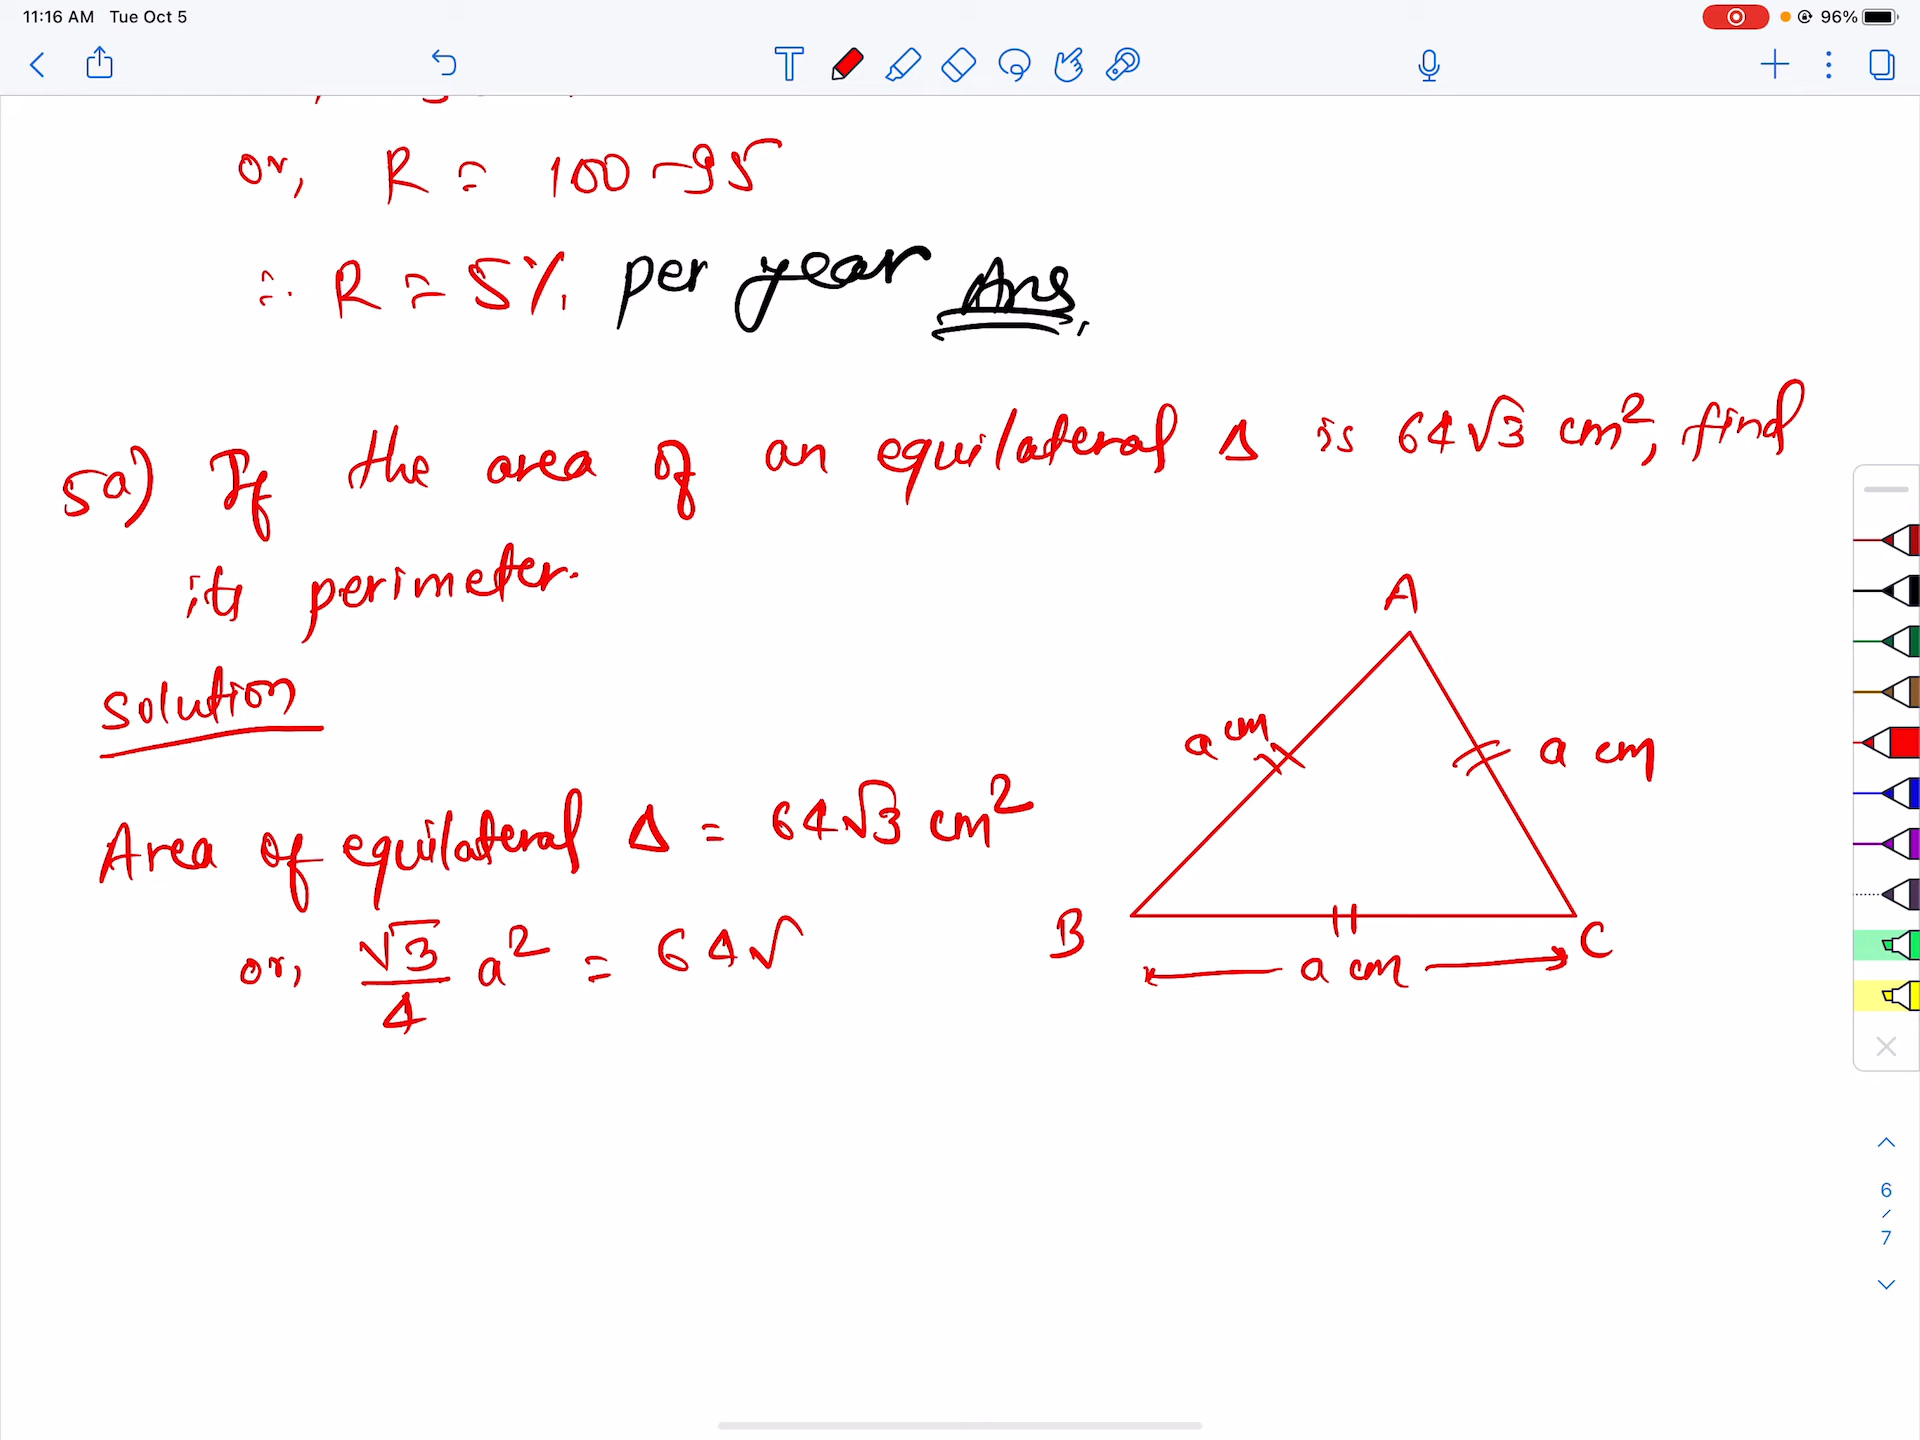 11:16 AM Tue Oct 5
96%
T
or, R = 100 - 95
∴ R = 5% per year Ans.
5a) If the area of an equilateral Δ is 64√3 cm², find
its perimeter.
Solution
Area of equilateral Δ = 64√3 cm²
or, √3/4 a² = 64√
A
a cm
a cm
B
C
a cm
6
/
7